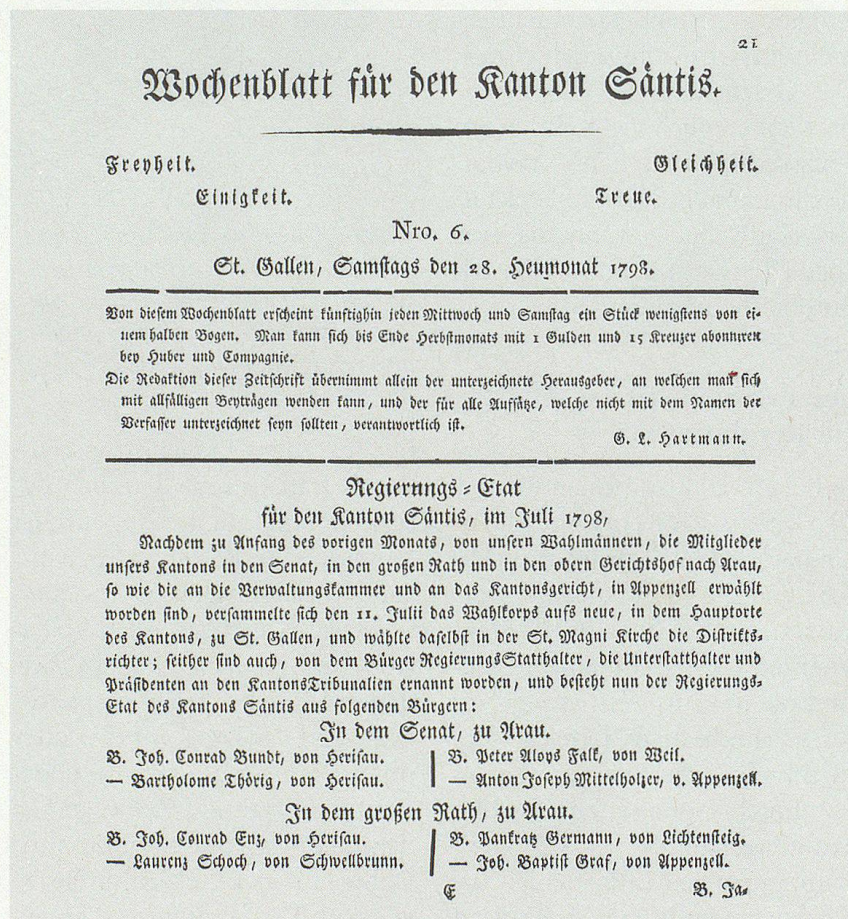 21
Wochenblatt für den Kanton Säntis.
Freyheit. Gleichheit.
Einigkeit. Treue.
Nro. 6.
St. Gallen, Samstags den 28. Heumonat 1798.
Von diesem Wochenblatt erscheint künftighin jeden Mittwoch und Samstag ein Stück wenigstens von ei-
nem halben Bogen. Man kann sich bis Ende Herbstmonats mit 1 Gulden und 15 Kreuzer abonniren
bey Huber und Compagnie.
Die Redaktion dieser Zeitschrift übernimmt allein der unterzeichnete Herausgeber, an welchen man sich
mit allfälligen Beyträgen wenden kann, und der für alle Aufsätze, welche nicht mit dem Namen der
Verfasser unterzeichnet seyn sollten, verantwortlich ist.
G. L. Hartmann.
Regierungs-Etat
für den Kanton Säntis, im Juli 1798,
Nachdem zu Anfang des vorigen Monats, von unsern Wahlmännern, die Mitglieder
unsers Kantons in den Senat, in den großen Rath und in den obern Gerichtshof nach Arau,
so wie die an die Verwaltungskammer und an das Kantonsgericht, in Appenzell erwählt
worden sind, versammelte sich den 11. Julii das Wahlkorps aufs neue, in dem Hauptorte
des Kantons, zu St. Gallen, und wählte daselbst in der St. Magni Kirche die Distrikts-
richter; seither sind auch, von dem Bürger RegierungsStatthalter, die Unterstatthalter und
Präsidenten an den KantonsTribunalien ernannt worden, und besteht nun der Regierungs-
Etat des Kantons Säntis aus folgenden Bürgern:
In dem Senat, zu Arau.
B. Joh. Conrad Bundt, von Herisau.
— Bartholome Thörig, von Herisau.
B. Peter Aloys Falk, von Weil.
— Anton Joseph Mittelholzer, v. Appenzell.
In dem großen Rath, zu Arau.
B. Joh. Conrad Enz, von Herisau.
— Laurenz Schoch, von Schwellbrunn.
B. Pankratz Germann, von Lichtensteig.
— Joh. Baptist Graf, von Appenzell.
E B. Ja-